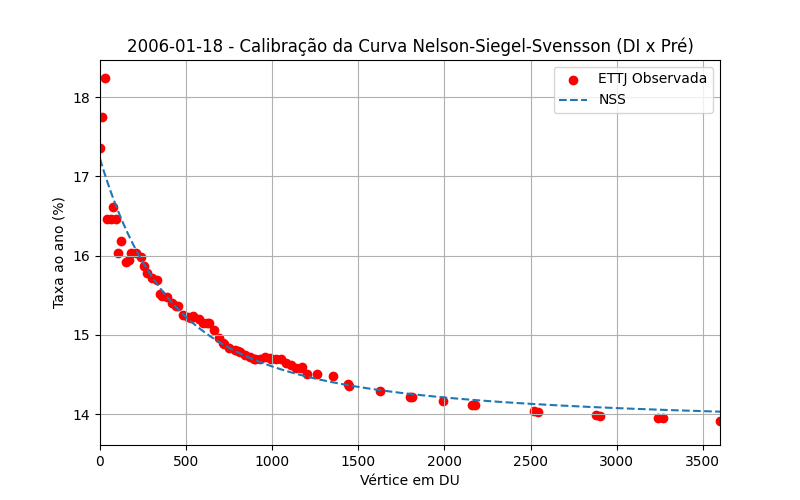 2006-01-18 - Calibração da Curva Nelson-Siegel-Svensson (DI x Pré)
ETTJ Observada
NSS
Taxa ao ano (%)
18
17
16
15
14
0 500 1000 1500 2000 2500 3000 3500
Vértice em DU